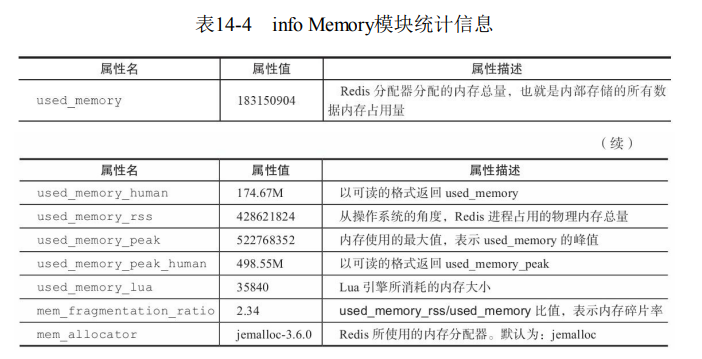 表14-4 info Memory模块统计信息
属性名 属性值 属性描述
used_memory 183150904 Redis 分配器分配的内存总量，也就是内部存储的所有数
据内存占用量
（续）
属性名 属性值 属性描述
used_memory_human 174.67M 以可读的格式返回 used_memory
used_memory_rss 428621824 从操作系统的角度，Redis 进程占用的物理内存总量
used_memory_peak 522768352 内存使用的最大值，表示 used_memory 的峰值
used_memory_peak_human 498.55M 以可读的格式返回 used_memory_peak
used_memory_lua 35840 Lua 引擎所消耗的内存大小
mem_fragmentation_ratio 2.34 used_memory_rss/used_memory 比值，表示内存碎片率
mem_allocator jemalloc-3.6.0 Redis 所使用的内存分配器。默认为：jemalloc